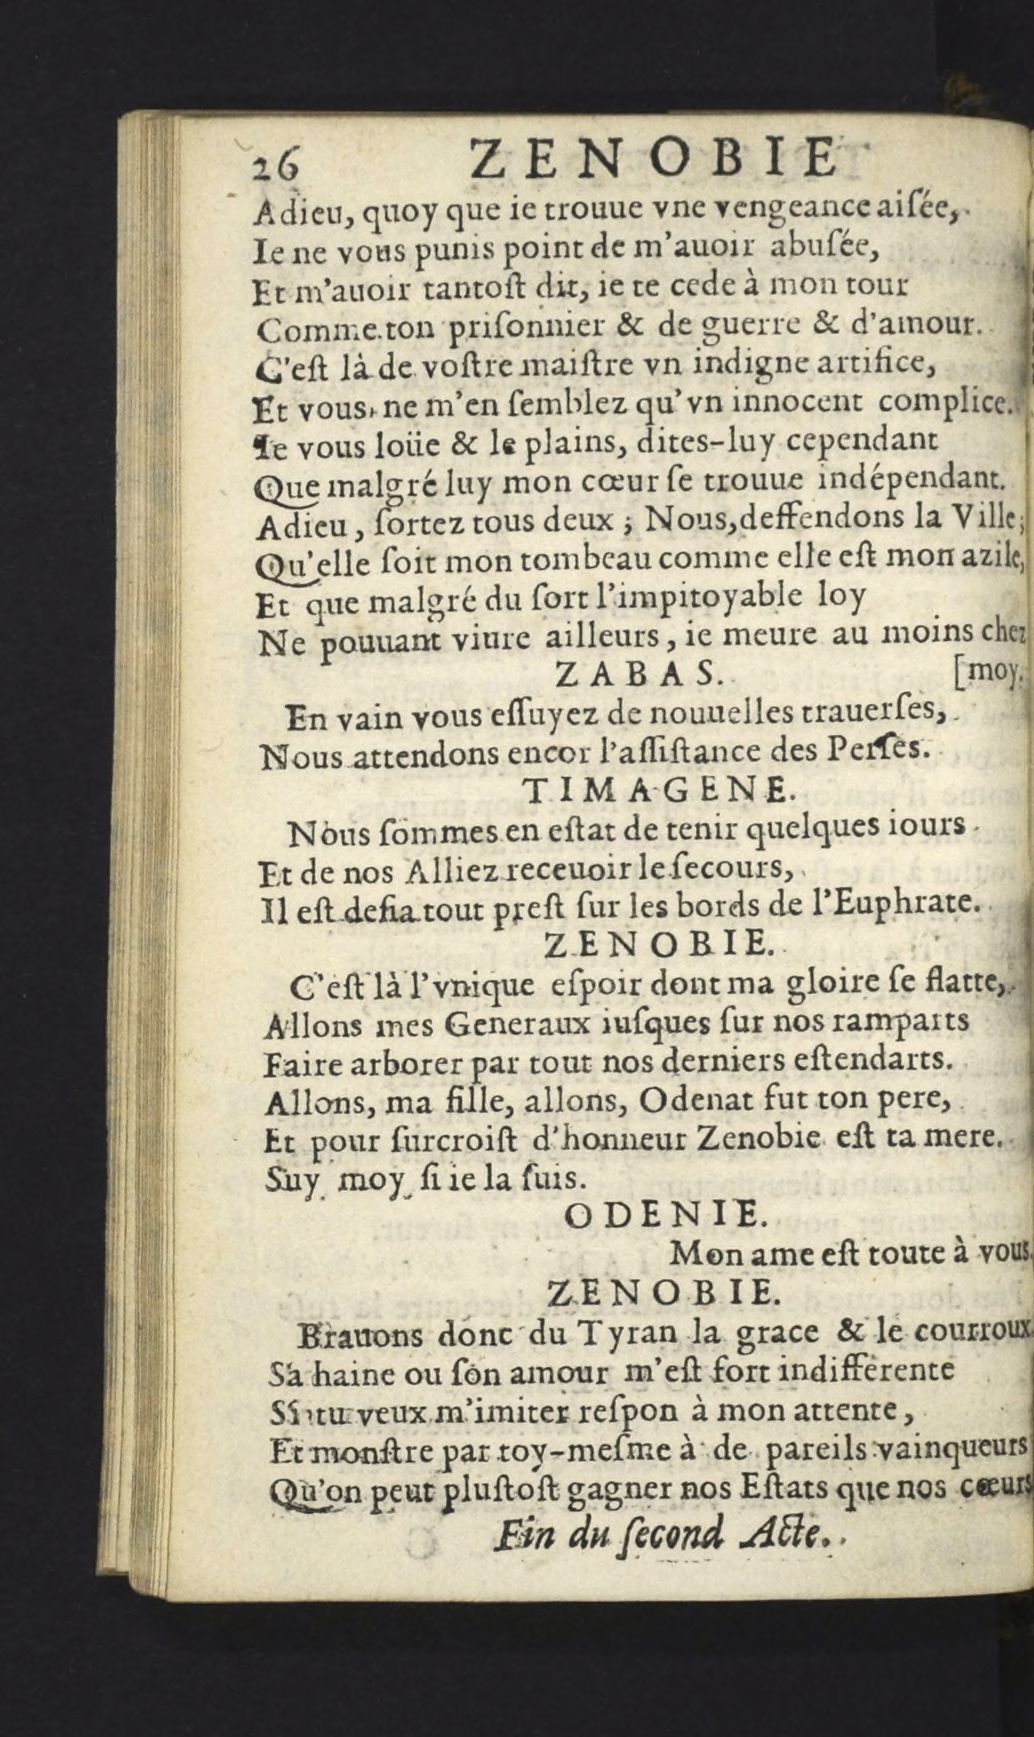 26 ZENOBIE
Adieu, quoy que ie trouue vne vengeance aiſée,
Ie ne vous punis point de m'auoir abuſée,
Et m'auoir tantoſt dit, ie te cede à mon tour
Comme ton priſonnier & de guerre & d'amour.
C'eſt là de voſtre maiſtre vn indigne artifice,
Et vous ne m'en ſemblez qu'vn innocent complice.
Ie vous loüe & le plains, dites-luy cependant
Que malgré luy mon cœur ſe trouue indépendant.
Adieu, ſortez tous deux ; Nous, deffendons la Ville,
Qu'elle ſoit mon tombeau comme elle eſt mon azile,
Et que malgré du ſort l'impitoyable loy
Ne pouuant viure ailleurs, ie meure au moins chez
ZABAS. [moy.
En vain vous eſſuyez de nouuelles trauerſes,
Nous attendons encor l'aſſiſtance des Perſes.
TIMAGENE.
Nous ſommes en eſtat de tenir quelques iours
Et de nos Alliez receuoir le ſecours,
Il eſt deſia tout preſt ſur les bords de l'Euphrate.
ZENOBIE.
C'eſt là l'vnique eſpoir dont ma gloire ſe flatte,
Allons mes Generaux iuſques ſur nos ramparts
Faire arborer par tout nos derniers eſtendarts.
Allons, ma fille, allons, Odenat fut ton pere,
Et pour ſurcroiſt d'honneur Zenobie eſt ta mere.
Suy moy ſi ie la ſuis.
ODENIE.
Mon ame eſt toute à vous.
ZENOBIE.
Brauons donc du Tyran la grace & le courroux
Sa haine ou ſon amour m'eſt fort indifferente
SSi tu veux m'imiter reſpon à mon attente,
Et monſtre par toy-meſme à de pareils vainqueurs
Qu'on peut pluſtoſt gagner nos Eſtats que nos cœurs
Fin du ſecond Acte.